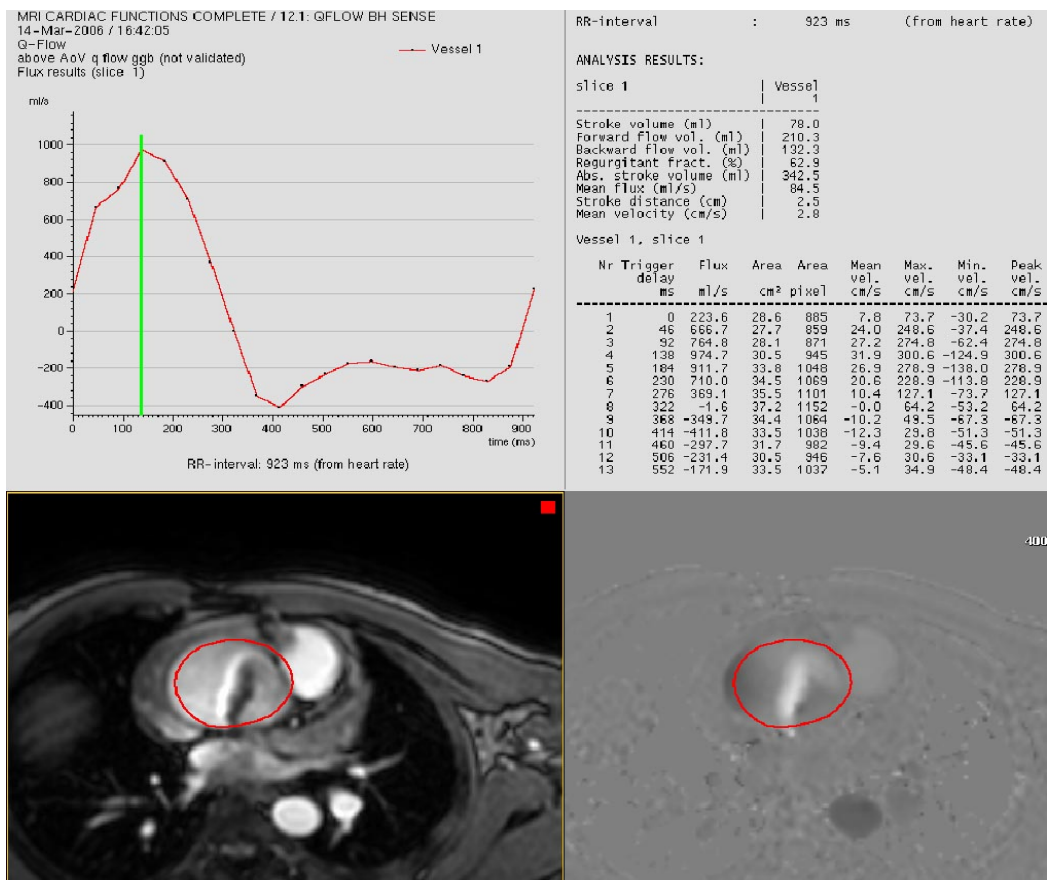 MRI CARDIAC FUNCTIONS COMPLETE / 12.1: QFLOW BH SENSE
14-Mar-2006 / 16:42:05
Q-Flow
above AoV q flow ggb (not validated)
Flux results (slice 1)
Vessel 1
ml/s
1000
800
600
400
200
0
-200
-400
0 100 200 300 400 500 600 700 800 900
time (ms)
RR-interval: 923 ms (from heart rate)
RR-interval : 923 ms (from heart rate)
ANALYSIS RESULTS:
slice 1 | Vessel
| 1
Stroke volume (ml) | 78.0
Forward flow vol. (ml) | 210.3
Backward flow vol. (ml) | 132.3
Regurgitant fract. (%) | 62.9
Abs. stroke volume (ml) | 342.5
Mean flux (ml/s) | 84.5
Stroke distance (cm) | 2.5
Mean velocity (cm/s) | 2.8
Vessel 1, slice 1
Nr Trigger Flux Area Area Mean Max. Min. Peak
delay vel. vel. vel. vel.
ms ml/s cm² pixel cm/s cm/s cm/s cm/s
1 0 223.6 28.6 885 7.8 73.7 -30.2 73.7
2 46 666.7 27.7 859 24.0 248.6 -37.4 248.6
3 92 764.8 28.1 871 27.2 274.8 -62.4 274.8
4 138 974.7 30.5 945 31.9 300.6 -124.9 300.6
5 184 911.7 33.8 1048 26.9 278.9 -138.0 278.9
6 230 710.0 34.5 1069 20.6 228.9 -113.8 228.9
7 276 369.1 35.5 1101 10.4 127.1 -73.7 127.1
8 322 -1.6 37.2 1152 -0.0 64.2 -53.2 64.2
9 368 -349.7 34.4 1064 -10.2 49.5 -67.3 -67.3
10 414 -411.8 33.5 1038 -12.3 29.8 -51.3 -51.3
11 460 -297.7 31.7 982 -9.4 29.6 -45.6 -45.6
12 506 -231.4 30.5 946 -7.6 30.6 -33.1 -33.1
13 552 -171.9 33.5 1037 -5.1 34.9 -48.4 -48.4
400